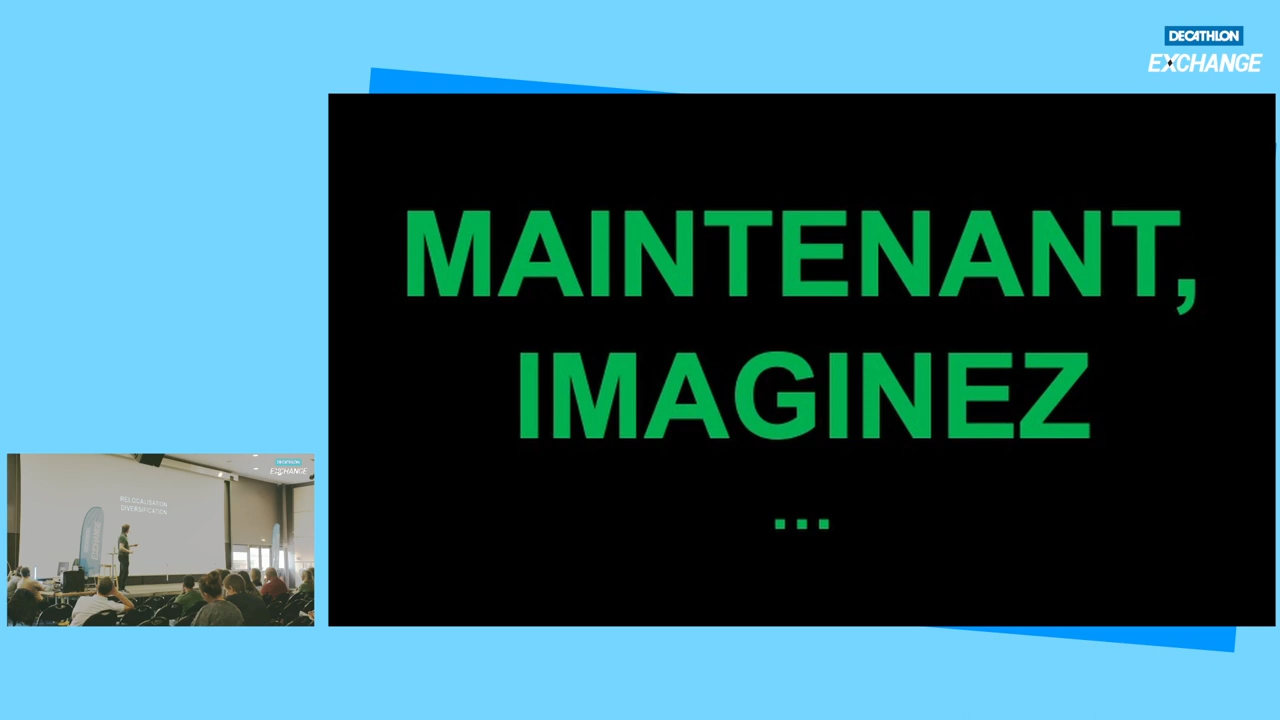 DECATHLON
EXCHANGE
MAINTENANT,
IMAGINEZ
...
DECATHLON
EXCHANGE
RELOCALISATION
DIVERSIFICATION